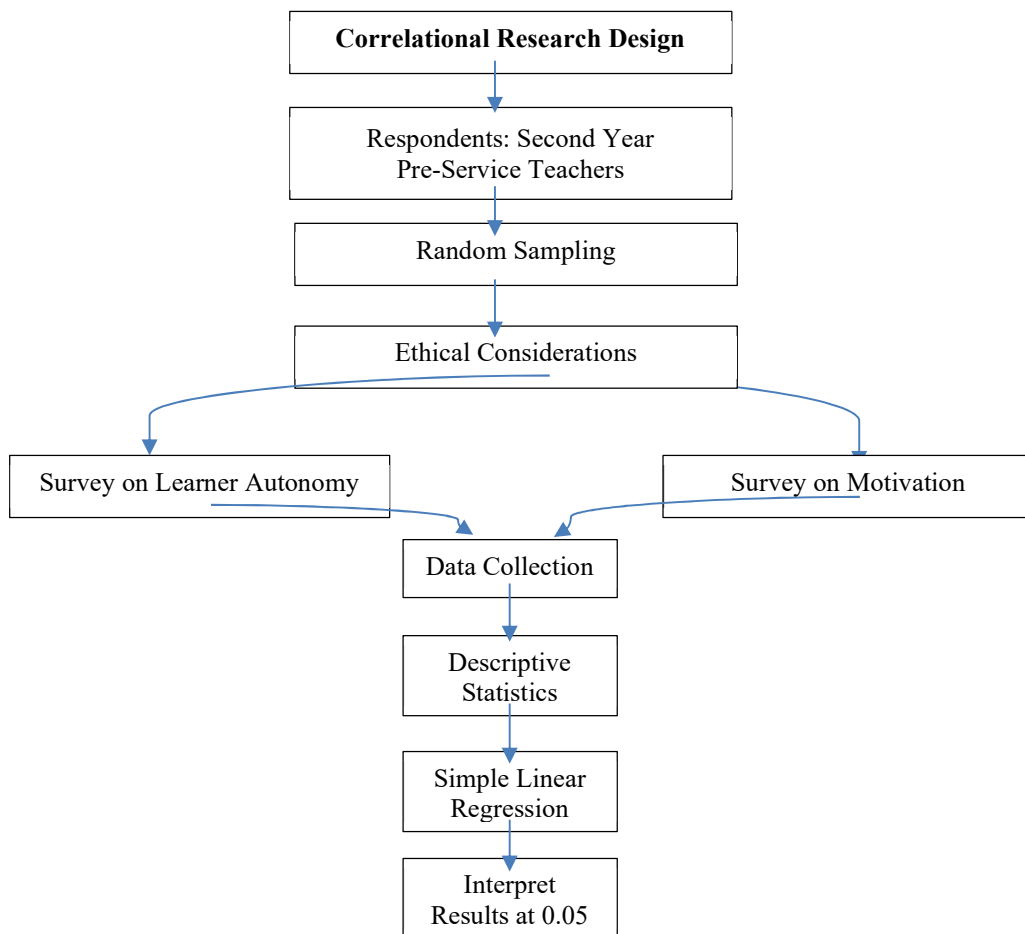 Correlational Research Design
Respondents: Second Year
Pre-Service Teachers
Random Sampling
Ethical Considerations
Survey on Learner Autonomy
Survey on Motivation
Data Collection
Descriptive
Statistics
Simple Linear
Regression
Interpret
Results at 0.05